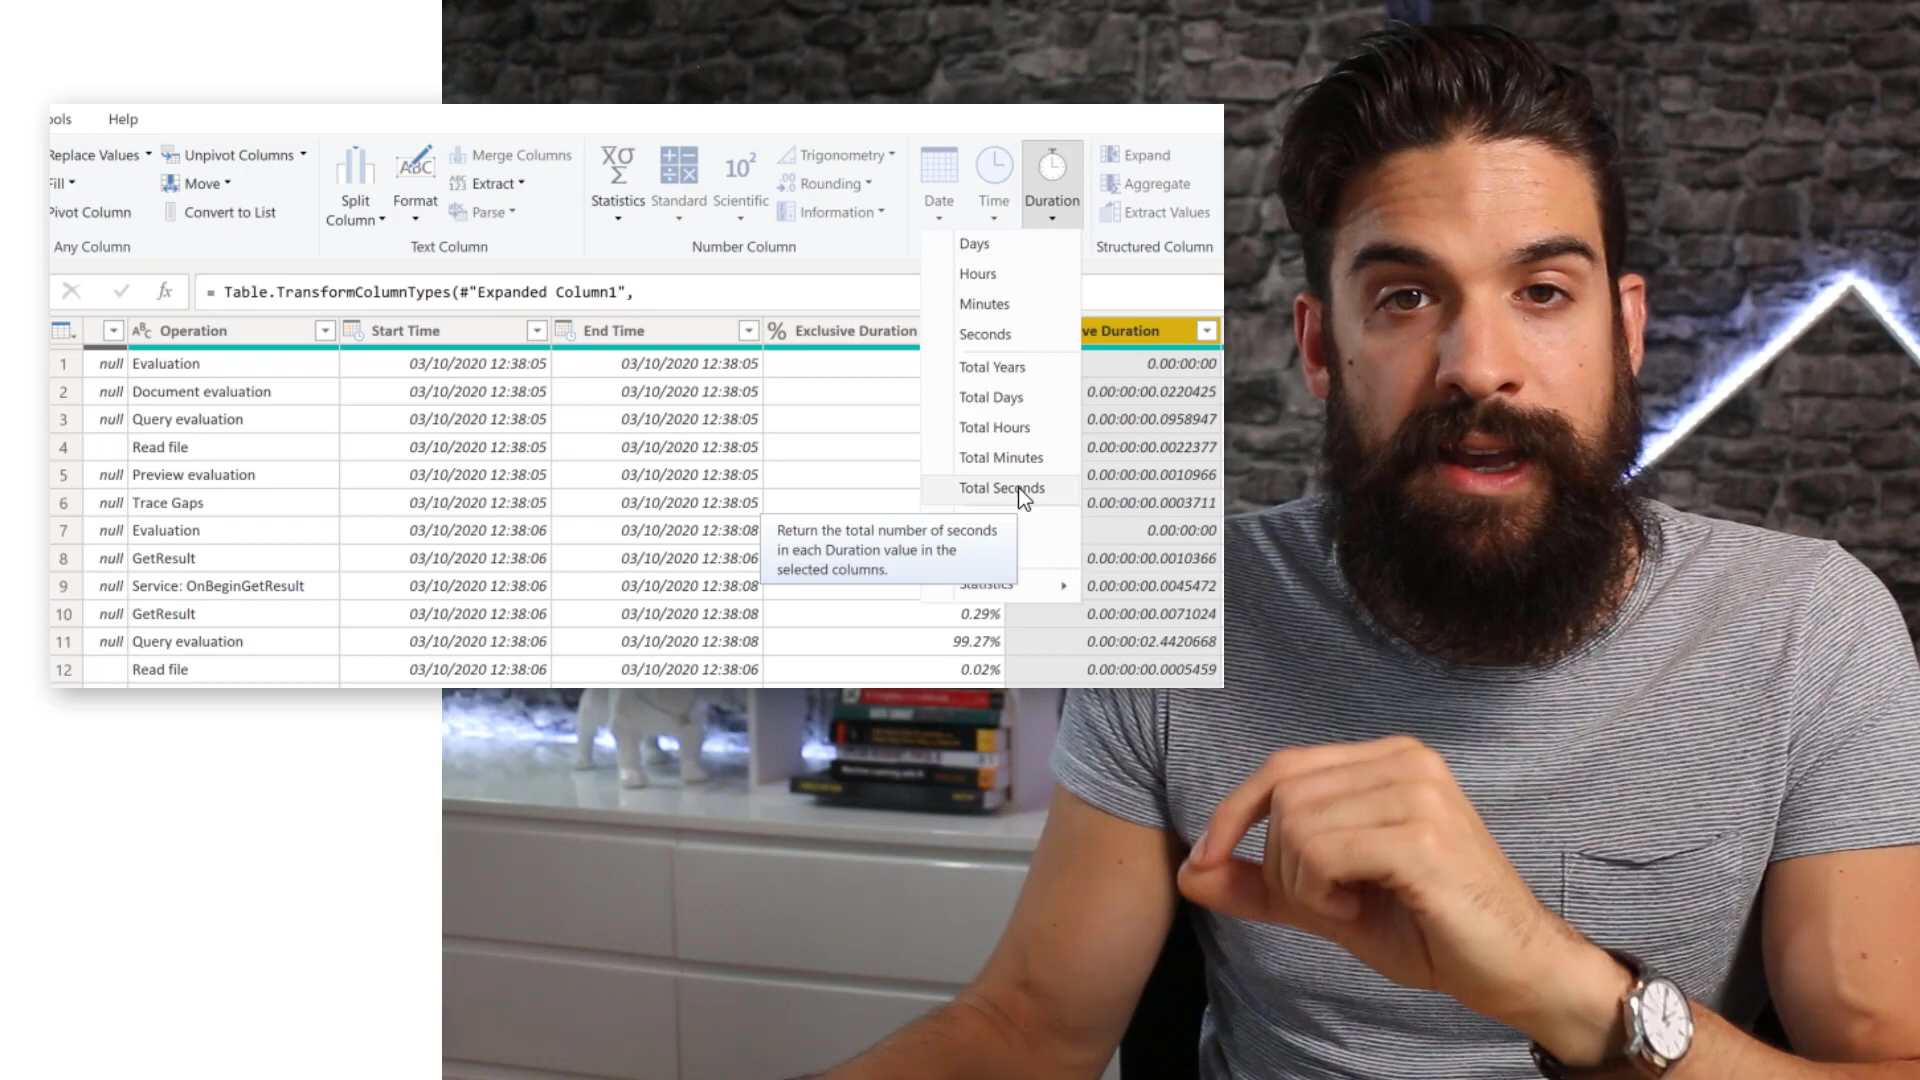 ools Help
Replace Values Unpivot Columns Merge Columns Trigonometry Expand
Fill Move Split Column Format Extract Statistics Standard 10² Scientific Rounding Date Time Duration Aggregate
Pivot Column Convert to List Parse Information Extract Values
Any Column Text Column Number Column Structured Column
Days
Hours
Minutes
Seconds
Total Years
Total Days
Total Hours
Total Minutes
Total Seconds
Statistics
Return the total number of seconds
in each Duration value in the
selected columns.
fx = Table.TransformColumnTypes(#"Expanded Column1",
ABC Operation Start Time End Time % Exclusive Duration ve Duration
1 null Evaluation 03/10/2020 12:38:05 03/10/2020 12:38:05 0.00:00:00
2 null Document evaluation 03/10/2020 12:38:05 03/10/2020 12:38:05 0.00:00:00.0220425
3 null Query evaluation 03/10/2020 12:38:05 03/10/2020 12:38:05 0.00:00:00.0958947
4 Read file 03/10/2020 12:38:05 03/10/2020 12:38:05 0.00:00:00.0022377
5 null Preview evaluation 03/10/2020 12:38:05 03/10/2020 12:38:05 0.00:00:00.0010966
6 null Trace Gaps 03/10/2020 12:38:05 03/10/2020 12:38:05 0.00:00:00.0003711
7 null Evaluation 03/10/2020 12:38:06 03/10/2020 12:38:08 0.00:00:00
8 null GetResult 03/10/2020 12:38:06 03/10/2020 12:38:06 0.00:00:00.0010366
9 null Service: OnBeginGetResult 03/10/2020 12:38:06 03/10/2020 12:38:08 0.00:00:00.0045472
10 null GetResult 03/10/2020 12:38:06 03/10/2020 12:38:08 0.29% 0.00:00:00.0071024
11 null Query evaluation 03/10/2020 12:38:06 03/10/2020 12:38:08 99.27% 0.00:00:02.4420668
12 Read file 03/10/2020 12:38:06 03/10/2020 12:38:06 0.02% 0.00:00:00.0005459